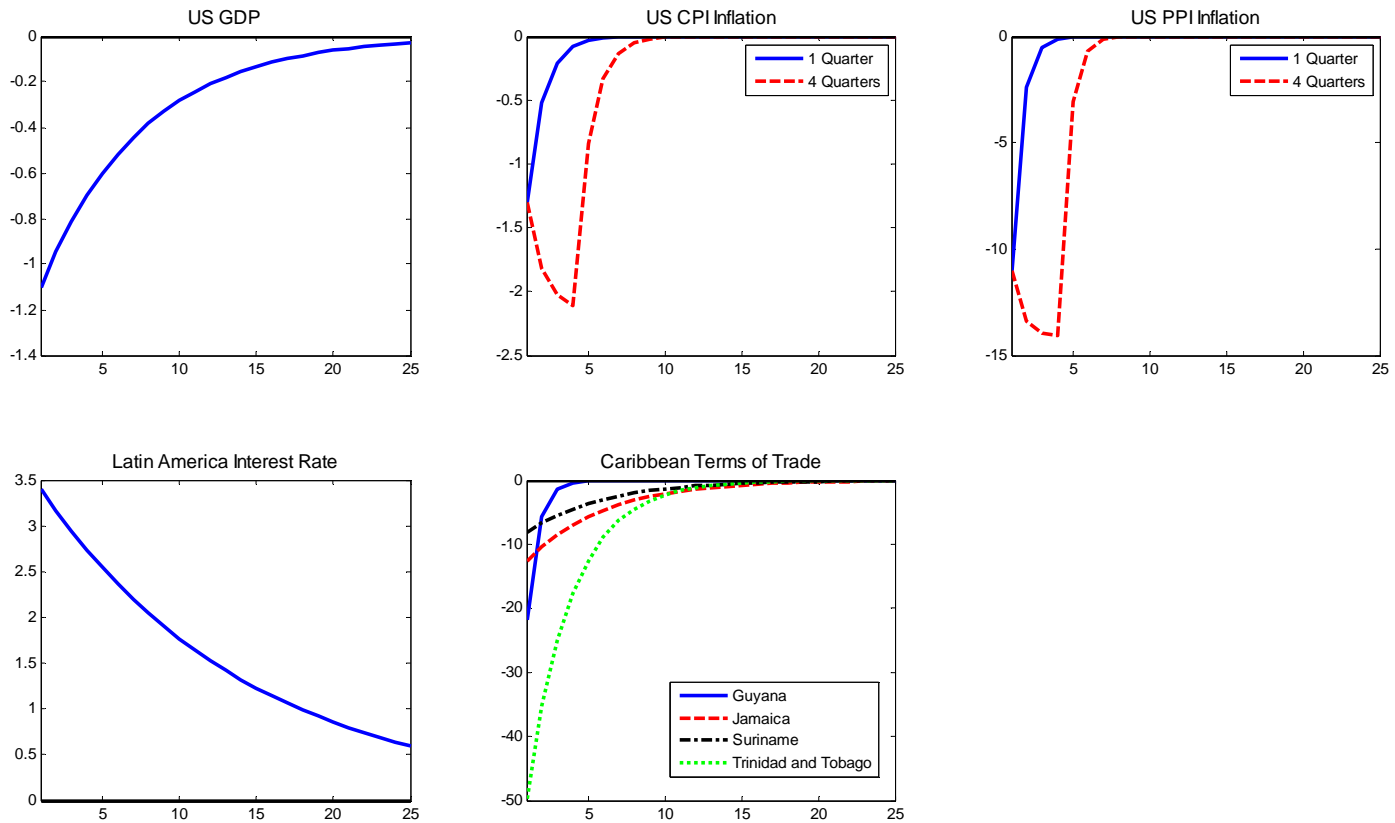 US GDP
0
-0.2
-0.4
-0.6
-0.8
-1
-1.2
-1.4
5 10 15 20 25
US CPI Inflation
0
-0.5
-1
-1.5
-2
-2.5
5 10 15 20 25
1 Quarter
4 Quarters
US PPI Inflation
0
-5
-10
-15
5 10 15 20 25
1 Quarter
4 Quarters
Latin America Interest Rate
3.5
3
2.5
2
1.5
1
0.5
0
5 10 15 20 25
Caribbean Terms of Trade
0
-10
-20
-30
-40
-50
5 10 15 20 25
Guyana
Jamaica
Suriname
Trinidad and Tobago